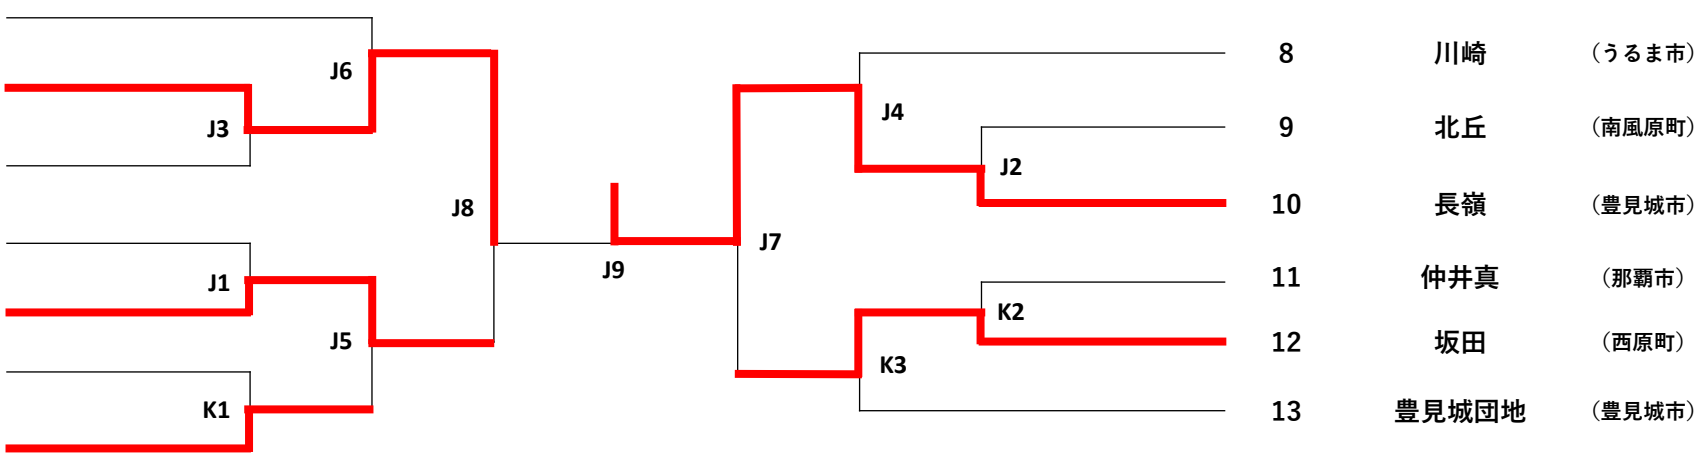 J6
J3
J8
J1
J5
K1
J9
J7
J4
J2
K2
K3
8 川崎 （うるま市）
9 北丘 （南風原町）
10 長嶺 （豊見城市）
11 仲井真 （那覇市）
12 坂田 （西原町）
13 豊見城団地 （豊見城市）